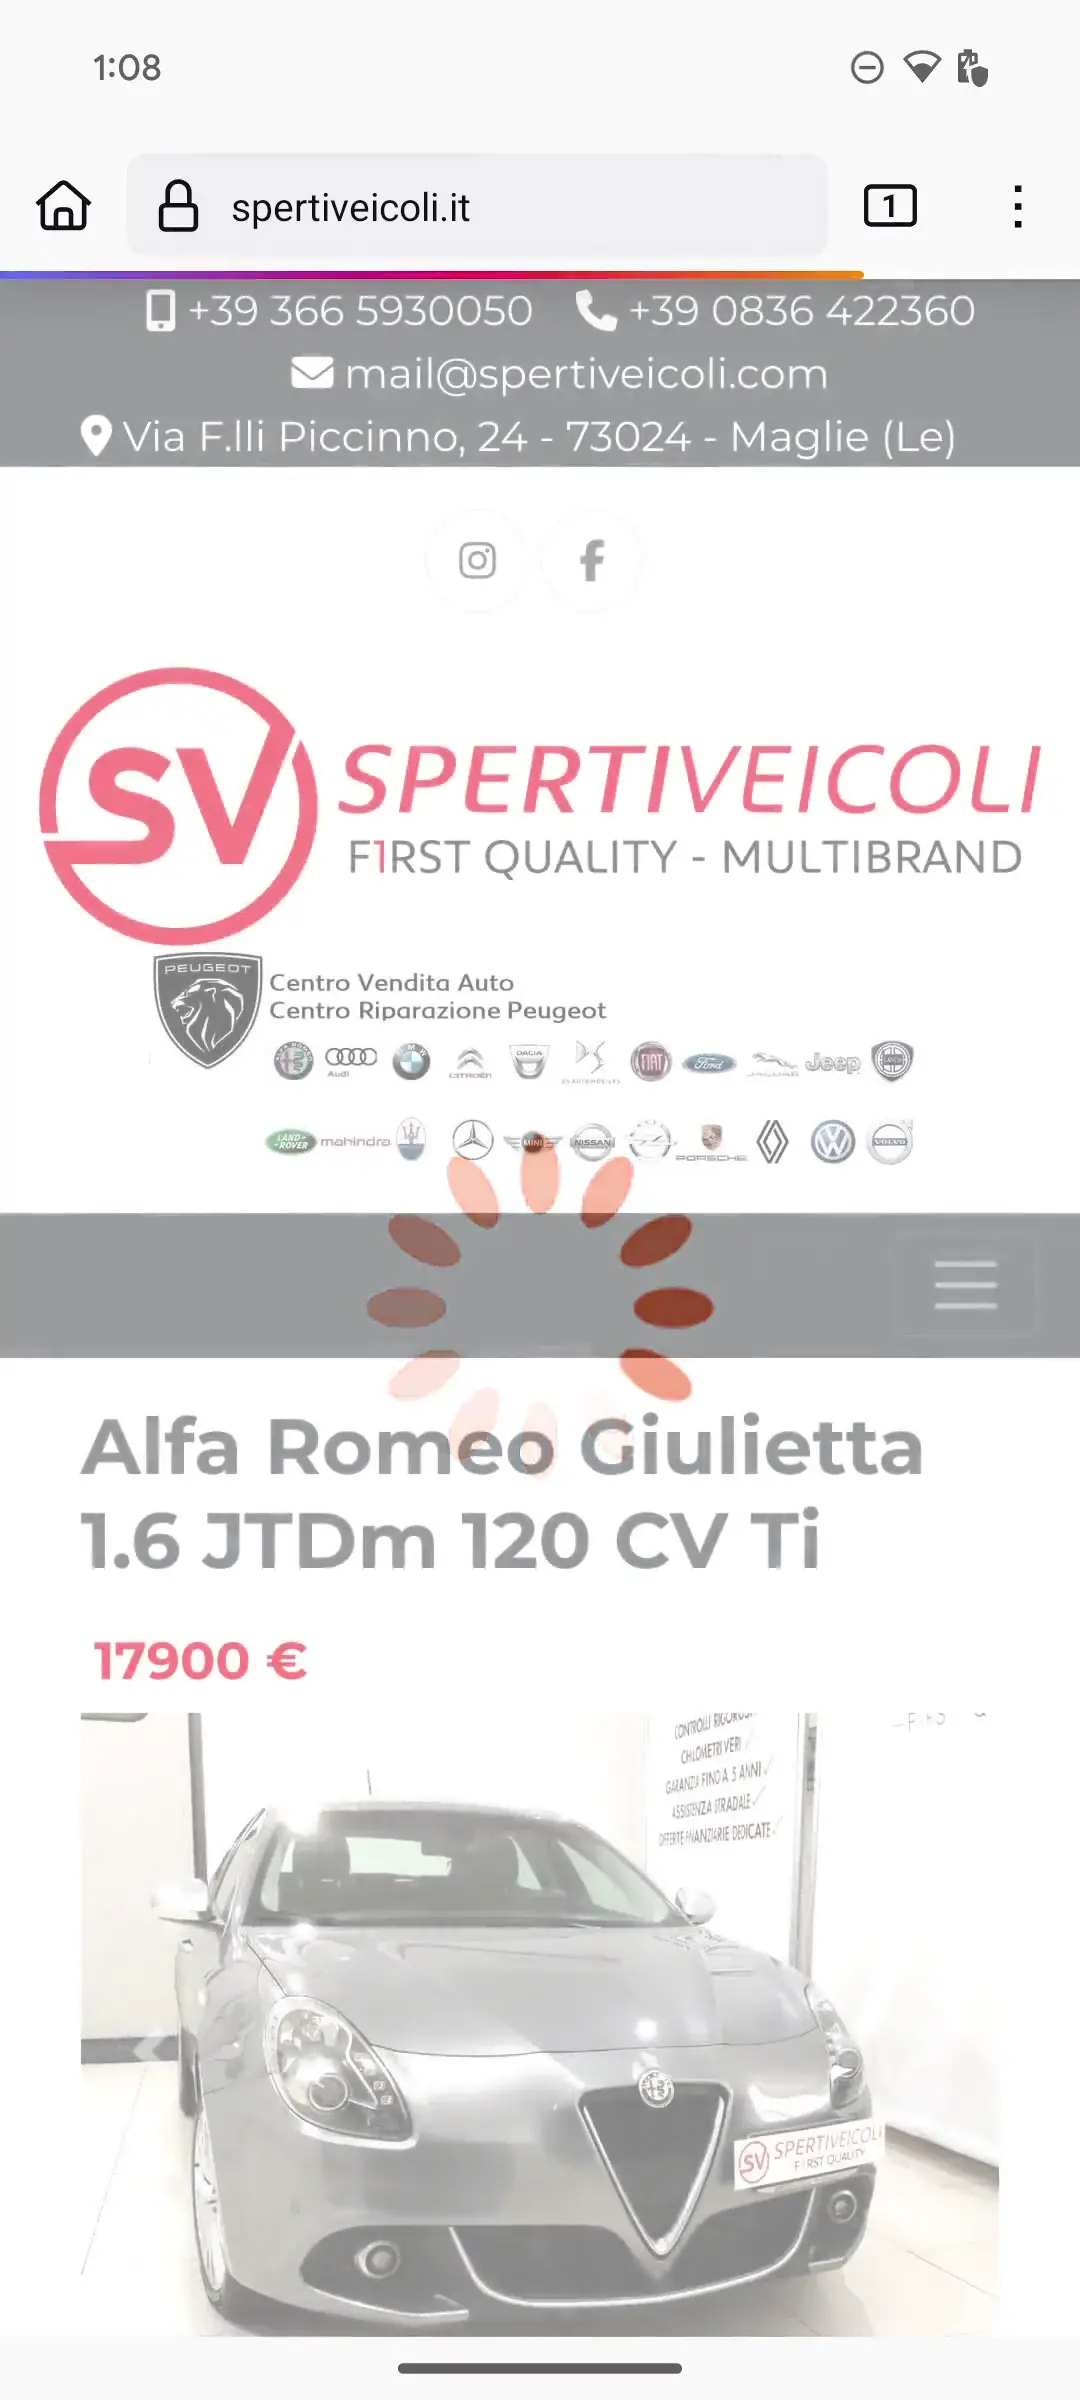 1:08
spertiveicoli.it
1
+39 366 5930050 +39 0836 422360
mail@spertiveicoli.com
Via F.lli Piccinno, 24 - 73024 - Maglie (Le)
SV SPERTIVEICOLI
F1RST QUALITY - MULTIBRAND
PEUGEOT
Centro Vendita Auto
Centro Riparazione Peugeot
Audi CITROËN DACIA DS AUTOMOBILES FIAT Ford JAGUAR Jeep LANCIA
LAND ROVER mahindra MINI NISSAN PORSCHE VOLVO
Alfa Romeo Giulietta
1.6 JTDm 120 CV Ti
17900 €
CONTROLLI RIGOROSI
CHILOMETRI VERI
GARANZIA FINO A 5 ANNI
ASSISTENZA STRADALE
OFFERTE FINANZIARIE DEDICATE
SV SPERTIVEICOLI
F1RST QUALITY